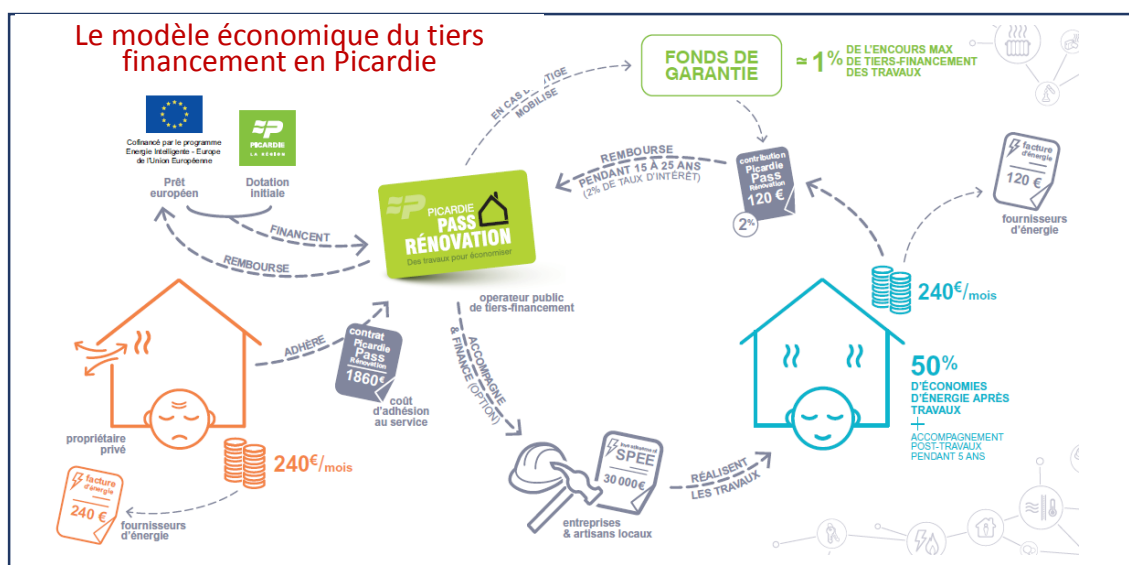 Le modèle économique du tiers
financement en Picardie
FONDS DE
GARANTIE
≃ 1%
DE L'ENCOURS MAX
DE TIERS-FINANCEMENT
DES TRAVAUX
EN CAS
MOBILISE
PICARDIE
LA RÉGION
Cofinancé par le programme
Energie Intelligente - Europe
de l'Union Européenne
Prêt
européen
Dotation
initiale
FINANCENT
REMBOURSE
PICARDIE
PASS
RÉNOVATION
Des travaux pour économiser
operateur public
de tiers-financement
REMBOURSE
PENDANT 15 À 25 ANS
(2% DE TAUX D'INTÉRÊT)
contribution
Picardie
Pass
Rénovation
120 €
2%
facture
d'énergie
120 €
fournisseurs
d'énergie
240€/mois
50%
D'ÉCONOMIES
D'ÉNERGIE APRÈS
TRAVAUX
+
ACCOMPAGNEMENT
POST-TRAVAUX
PENDANT 5 ANS
ADHÈRE
contrat
Picardie
Pass
Rénovation
1860€
coût
d'adhésion
au service
ACCOMPAGNE
& FINANCE (OPTION)
propriétaire
privé
240€/mois
facture
d'énergie
240 €
fournisseurs
d'énergie
SPEE
30 000€
entreprises
& artisans locaux
RÉALISENT
LES TRAVAUX